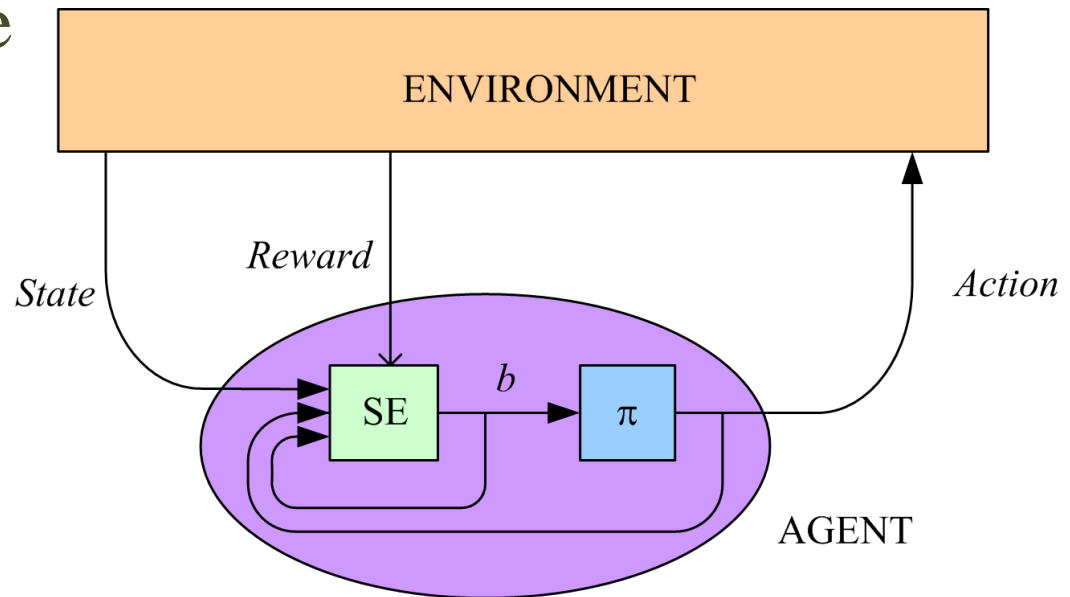 e
ENVIRONMENT
Reward
State
Action
b
SE
π
AGENT